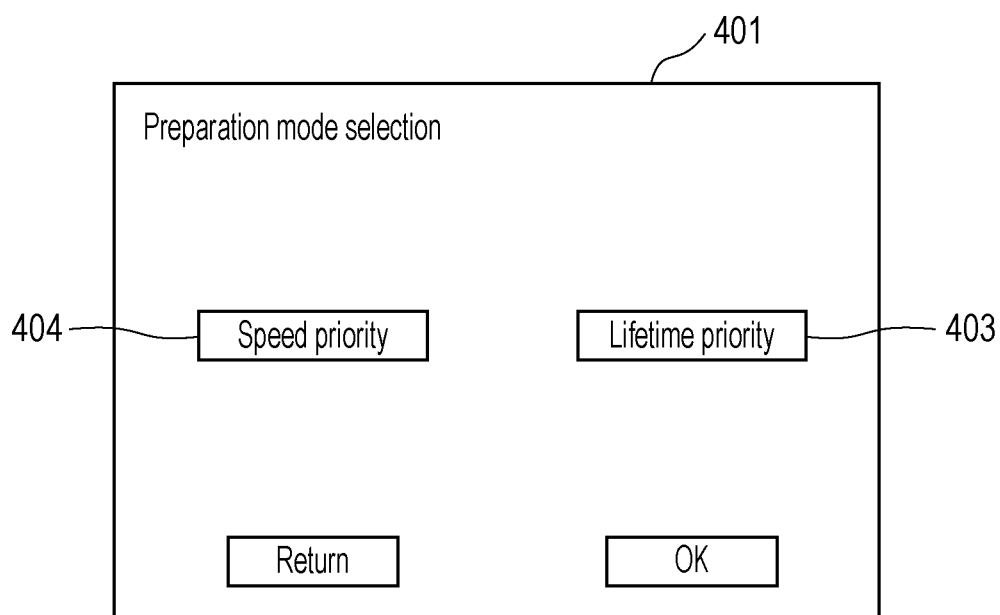 401
Preparation mode selection
404
Speed priority
Lifetime priority
403
Return
OK